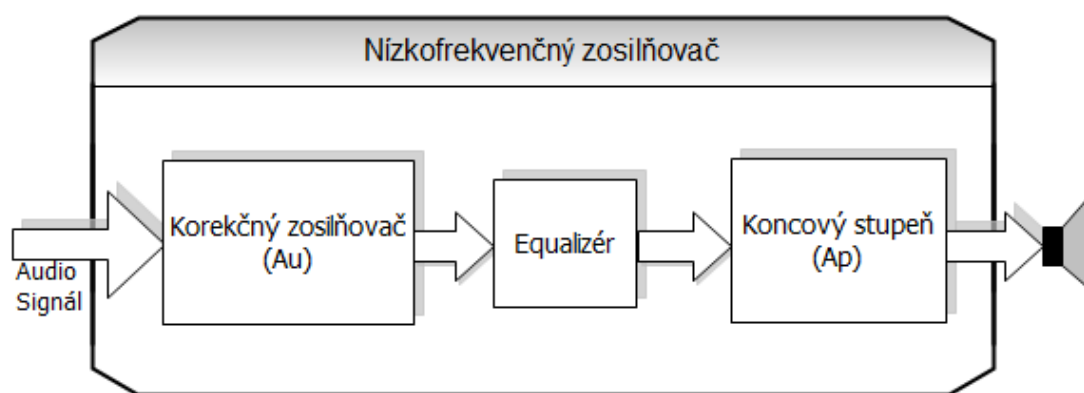 Nízkofrekvenčný zosilňovač
Audio
Signál
Korekčný zosilňovač
(Au)
Equalizér
Koncový stupeň
(Ap)